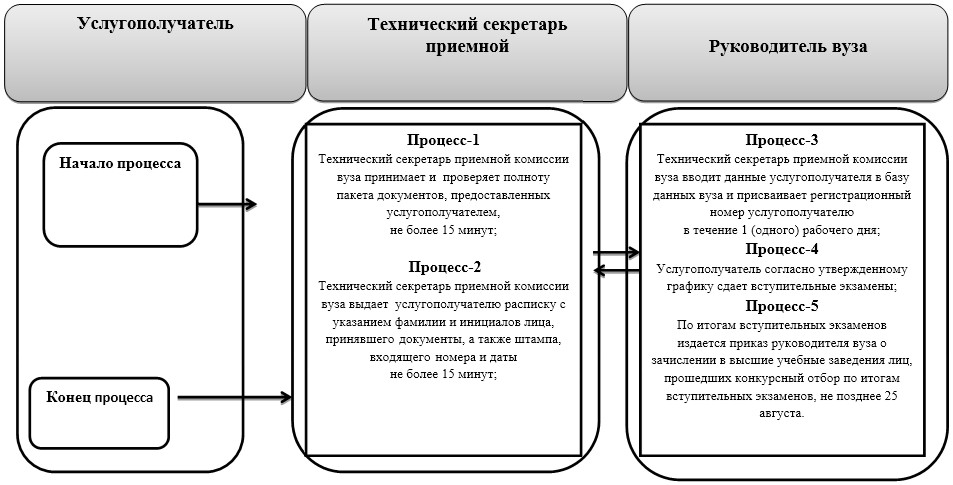 Услугополучатель
Технический секретарь
приемной
Руководитель вуза
Начало процесса
Конец процесса
Процесс-1
Технический секретарь приемной комиссии
вуза принимает и проверяет полноту
пакета документов, предоставленных
услугополучателем,
не более 15 минут;
Процесс-2
Технический секретарь приемной комиссии
вуза выдает услугополучателю расписку с
указанием фамилии и инициалов лица,
принявшего документы, а также штампа,
входящего номера и даты
не более 15 минут;
Процесс-3
Технический секретарь приемной комиссии
вуза вводит данные услугополучателя в базу
данных вуза и присваивает регистрационный
номер услугополучателю
в течение 1 (одного) рабочего дня;
Процесс-4
Услугополучатель согласно утвержденному
графику сдает вступительные экзамены;
Процесс-5
По итогам вступительных экзаменов
издается приказ руководителя вуза о
зачислении в высшие учебные заведения лиц,
прошедших конкурсный отбор по итогам
вступительных экзаменов, не позднее 25
августа.